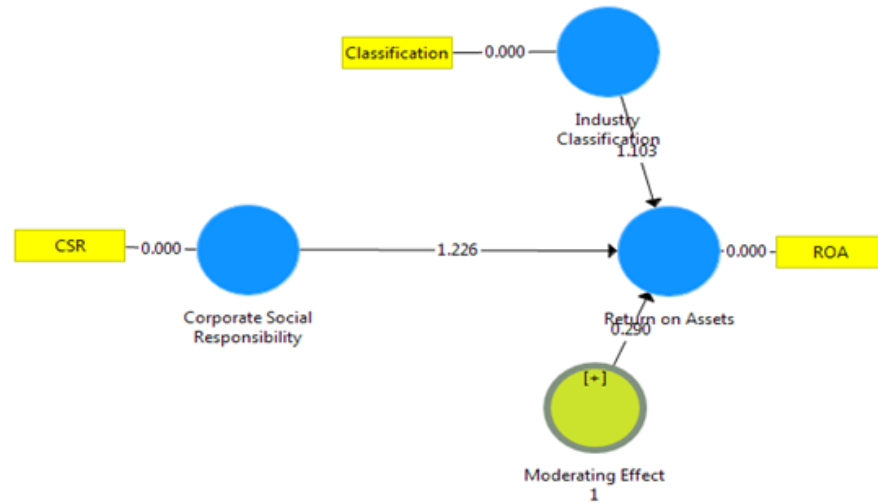 Classification
0.000
Industry
Classification
1.103
CSR
0.000
1.226
0.000
ROA
Corporate Social
Responsibility
Return on Assets
0.290
[+]
Moderating Effect
1